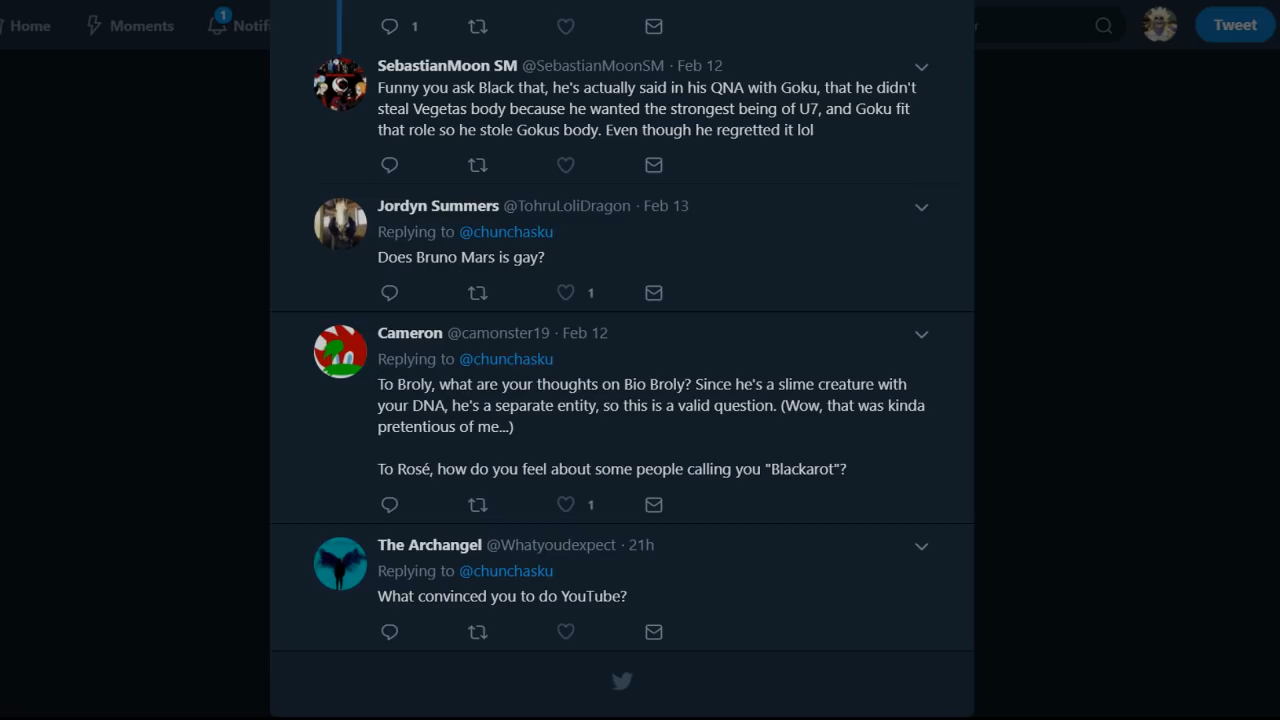 Home
Moments
1
Notif
r
Tweet
1
SebastianMoon SM @SebastianMoonSM · Feb 12
Funny you ask Black that, he's actually said in his QNA with Goku, that he didn't
steal Vegetas body because he wanted the strongest being of U7, and Goku fit
that role so he stole Gokus body. Even though he regretted it lol
Jordyn Summers @TohruLoliDragon · Feb 13
Replying to @chunchasku
Does Bruno Mars is gay?
1
Cameron @camonster19 · Feb 12
Replying to @chunchasku
To Broly, what are your thoughts on Bio Broly? Since he's a slime creature with
your DNA, he's a separate entity, so this is a valid question. (Wow, that was kinda
pretentious of me...)
To Rosé, how do you feel about some people calling you "Blackarot"?
1
The Archangel @Whatyoudexpect · 21h
Replying to @chunchasku
What convinced you to do YouTube?